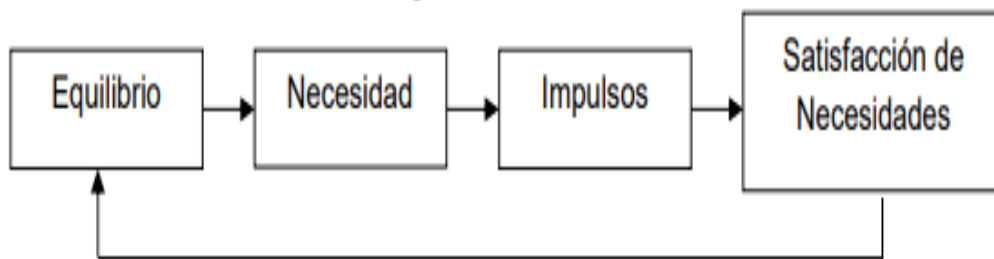 Equilibrio
Necesidad
Impulsos
Satisfacción de
Necesidades